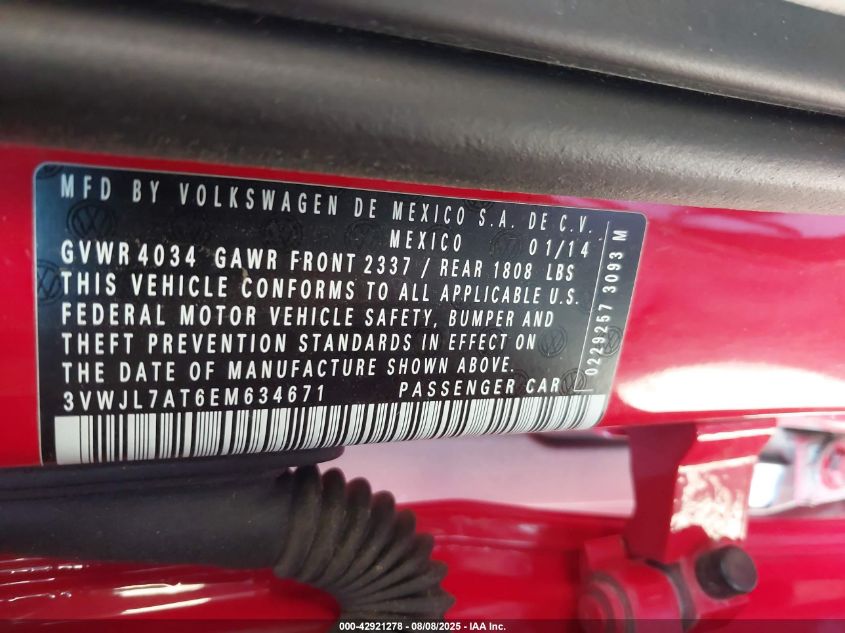 MFD BY VOLKSWAGEN DE MEXICO S.A. DE C.V.
MEXICO 01/14
GVWR 4034 GAWR FRONT 2337 / REAR 1808 LBS
THIS VEHICLE CONFORMS TO ALL APPLICABLE U.S.
FEDERAL MOTOR VEHICLE SAFETY, BUMPER AND
THEFT PREVENTION STANDARDS IN EFFECT ON
THE DATE OF MANUFACTURE SHOWN ABOVE.
3VWJL7AT6EM634671 PASSENGER CAR
0229257 3093 M
000-42921278 - 08/08/2025 - IAA Inc.